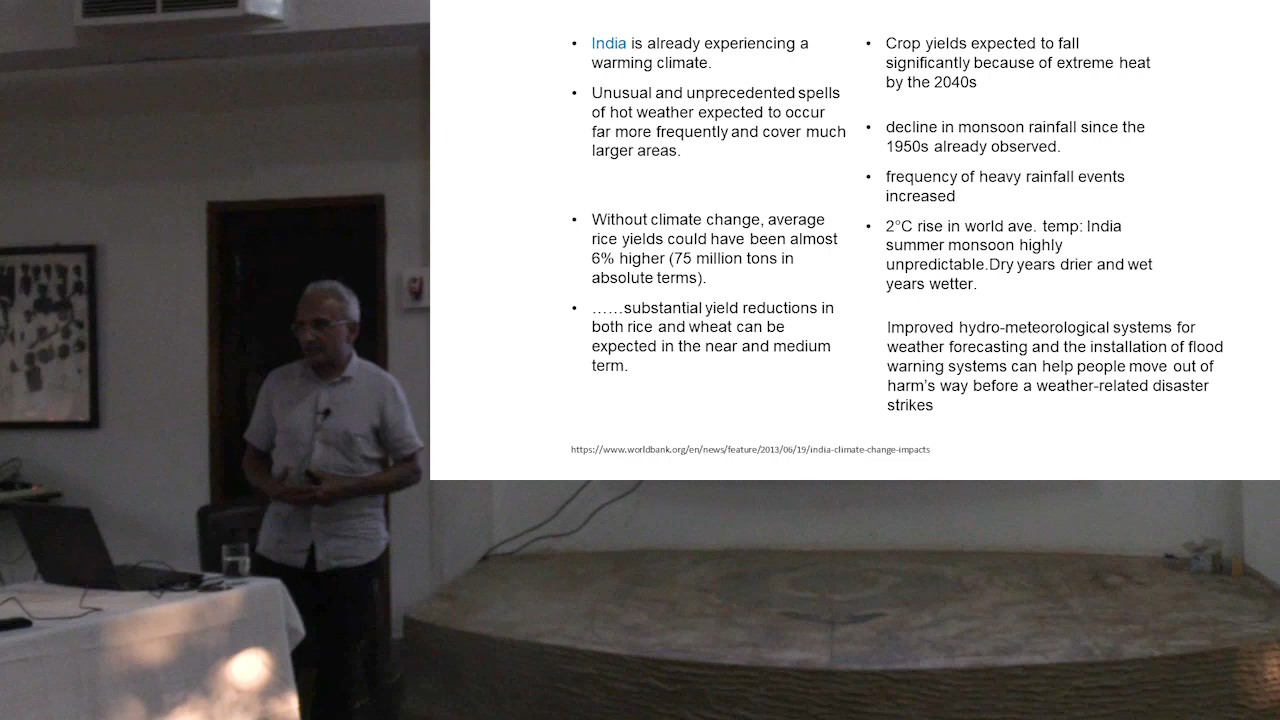 • India is already experiencing a
warming climate.
• Unusual and unprecedented spells
of hot weather expected to occur
far more frequently and cover much
larger areas.
• Without climate change, average
rice yields could have been almost
6% higher (75 million tons in
absolute terms).
• ……substantial yield reductions in
both rice and wheat can be
expected in the near and medium
term.
• Crop yields expected to fall
significantly because of extreme heat
by the 2040s
• decline in monsoon rainfall since the
1950s already observed.
• frequency of heavy rainfall events
increased
• 2°C rise in world ave. temp: India
summer monsoon highly
unpredictable.Dry years drier and wet
years wetter.
Improved hydro-meteorological systems for
weather forecasting and the installation of flood
warning systems can help people move out of
harm’s way before a weather-related disaster
strikes
https://www.worldbank.org/en/news/feature/2013/06/19/india-climate-change-impacts